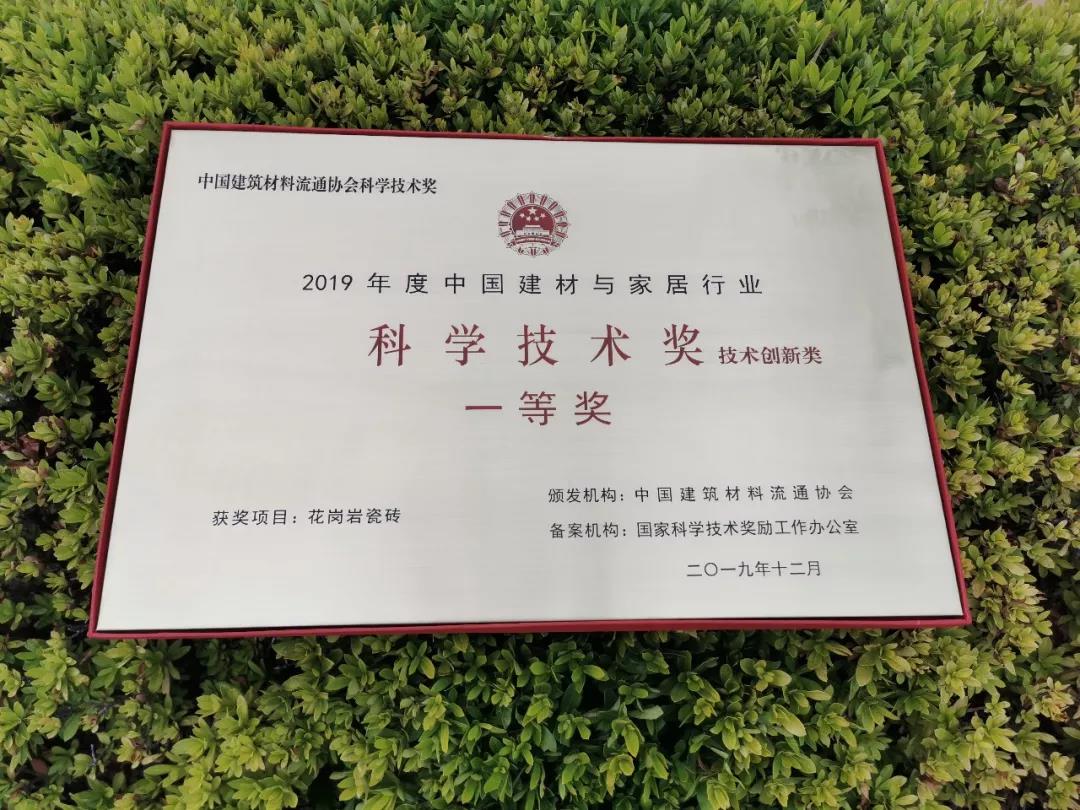 中国建筑材料流通协会科学技术奖
2019年度中国建材与家居行业
科学技术奖 技术创新类
一等奖
获奖项目：花岗岩瓷砖
颁发机构：中国建筑材料流通协会
备案机构：国家科学技术奖励工作办公室
二〇一九年十二月